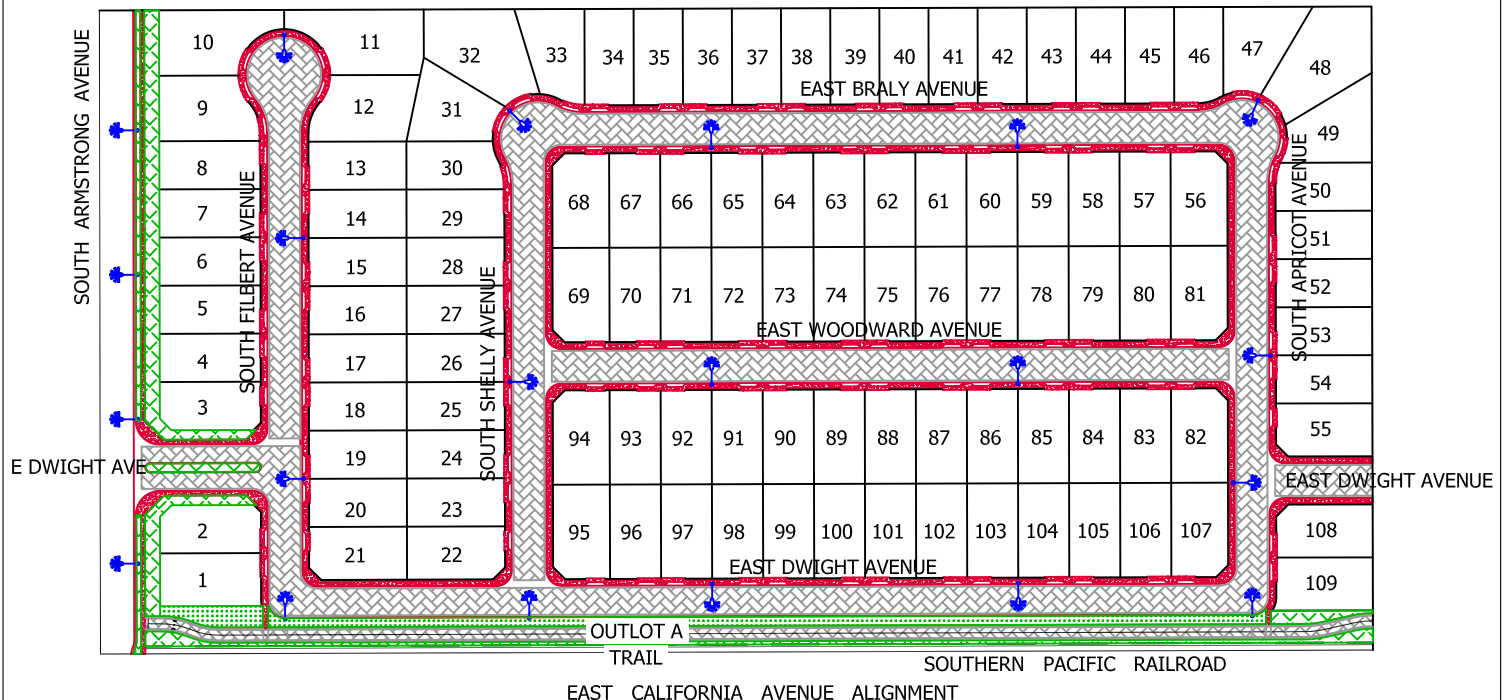 10
11
32
33 34 35 36 37 38 39 40 41 42 43 44 45 46 47
48
EAST BRALY AVENUE
SOUTH ARMSTRONG AVENUE
9
12
31
49
8
13
30
50
7
14
29
51
6
15
28
52
5
16
27
53
4
17
26
54
3
18
25
55
SOUTH FILBERT AVENUE
SOUTH SHELLY AVENUE
SOUTH APRICOT AVENUE
68 67 66 65 64 63 62 61 60 59 58 57 56
69 70 71 72 73 74 75 76 77 78 79 80 81
EAST WOODWARD AVENUE
94 93 92 91 90 89 88 87 86 85 84 83 82
E DWIGHT AVE
19
24
EAST DWIGHT AVENUE
2
20
23
95 96 97 98 99 100 101 102 103 104 105 106 107
108
1
21
22
EAST DWIGHT AVENUE
109
OUTLOT A
TRAIL
SOUTHERN PACIFIC RAILROAD
EAST CALIFORNIA AVENUE ALIGNMENT